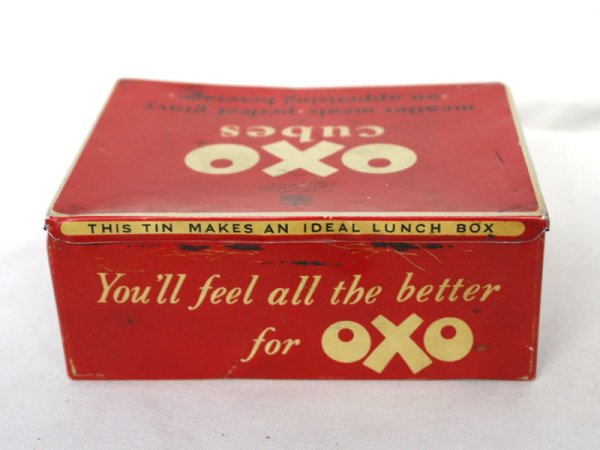 an appetising beverage
meatier meals · perfect gravy
cubes
OXO
THIS TIN MAKES AN IDEAL LUNCH BOX
You'll feel all the better
for OXO